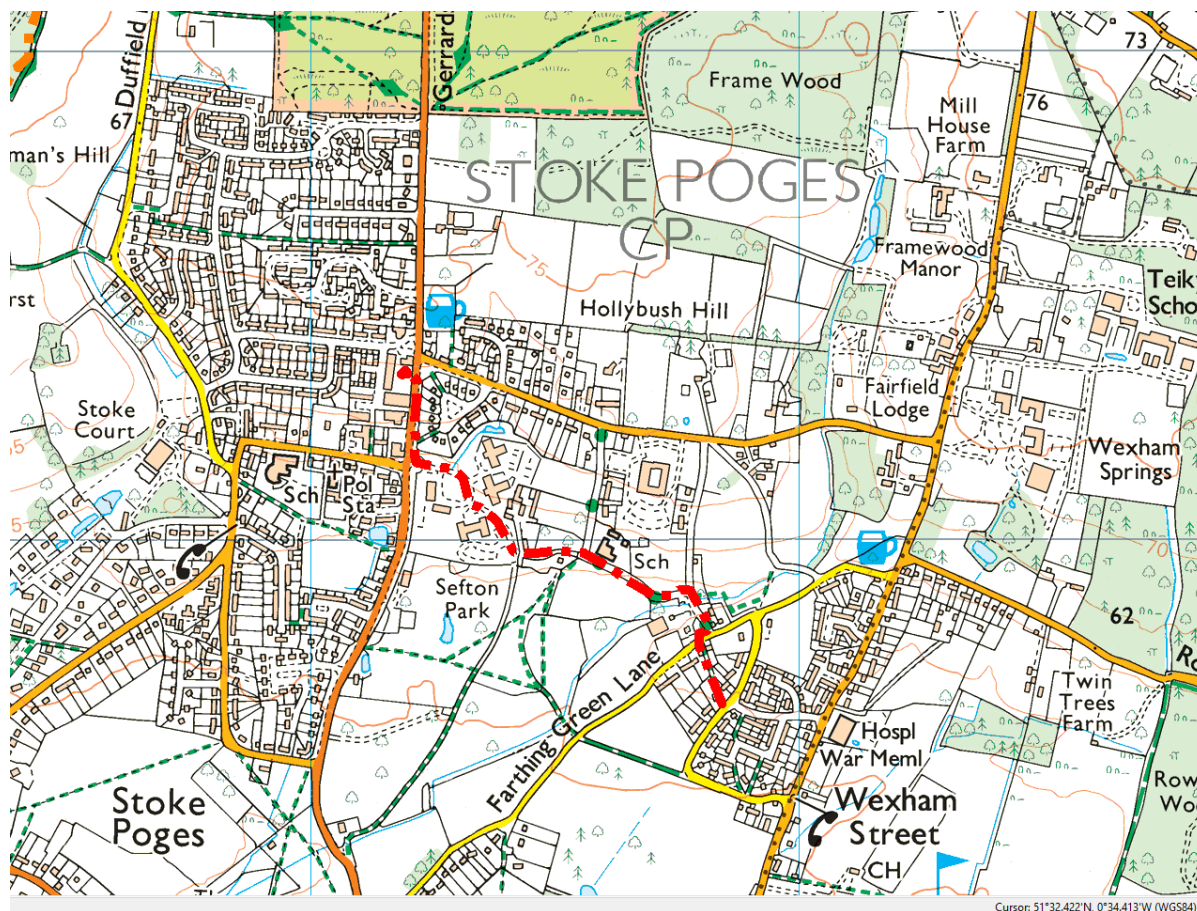 Duffield
67
man's Hill
Gerrards
Frame Wood
73
76
Mill
House
Farm
STOKE POGES
CP
75
Framewood
Manor
Teik
Scho
rst
Hollybush Hill
Fairfield
Lodge
Stoke
Court
55
Sch
Pol
Sta
Wexham
Springs
70
Sch
Sefton
Park
62
Ro
Twin
Trees
Farm
Farthing Green Lane
Hospl
War Meml
Row
Wo
Stoke
Poges
Wexham
Street
CH
Cursor: 51°32.422'N, 0°34.413'W (WGS84)